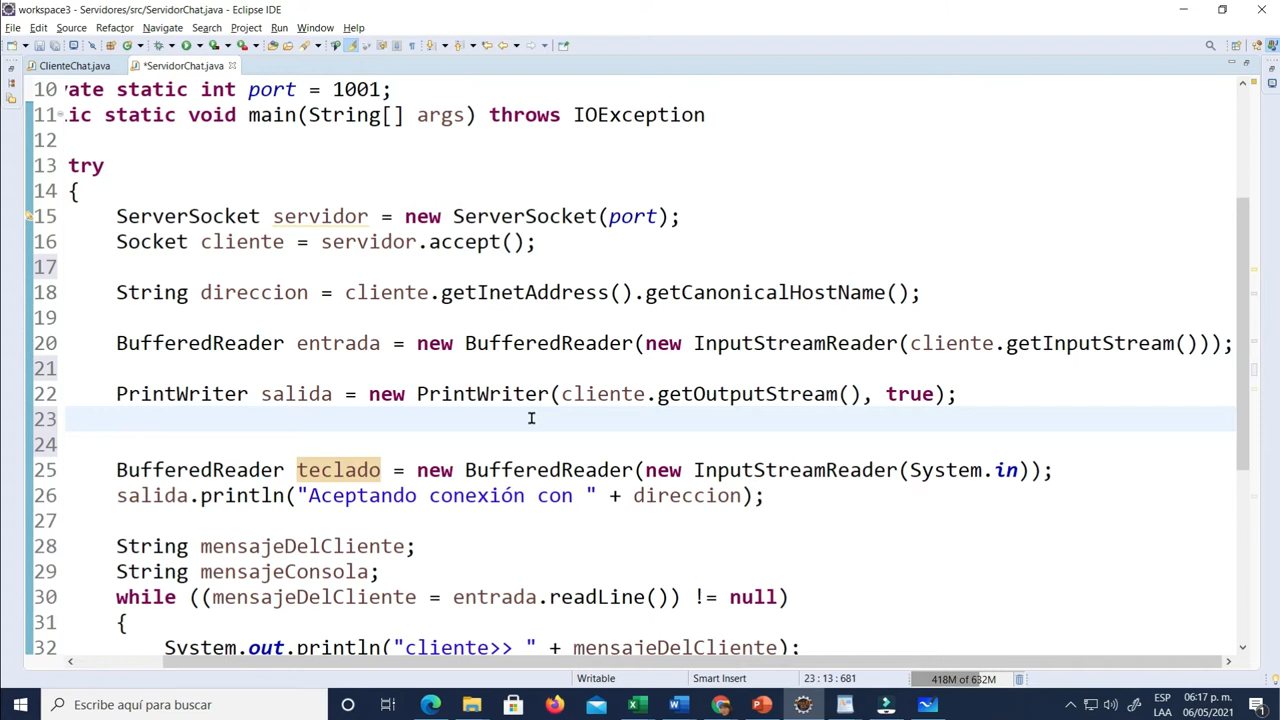 workspace3 - Servidores/src/ServidorChat.java - Eclipse IDE
File Edit Source Refactor Navigate Search Project Run Window Help
ClienteChat.java *ServidorChat.java
10 vate static int port = 1001;
11 ic static void main(String[] args) throws IOException
12
13 try
14 {
15 ServerSocket servidor = new ServerSocket(port);
16 Socket cliente = servidor.accept();
17
18 String direccion = cliente.getInetAddress().getCanonicalHostName();
19
20 BufferedReader entrada = new BufferedReader(new InputStreamReader(cliente.getInputStream()));
21
22 PrintWriter salida = new PrintWriter(cliente.getOutputStream(), true);
23
24
25 BufferedReader teclado = new BufferedReader(new InputStreamReader(System.in));
26 salida.println("Aceptando conexión con " + direccion);
27
28 String mensajeDelCliente;
29 String mensajeConsola;
30 while ((mensajeDelCliente = entrada.readLine()) != null)
31 {
32 System.out.println("cliente>> " + mensajeDelCliente);
Writable Smart Insert 23 : 13 : 681 418M of 632M
Escribe aquí para buscar
ESP 06:17 p. m.
LAA 06/05/2021
1